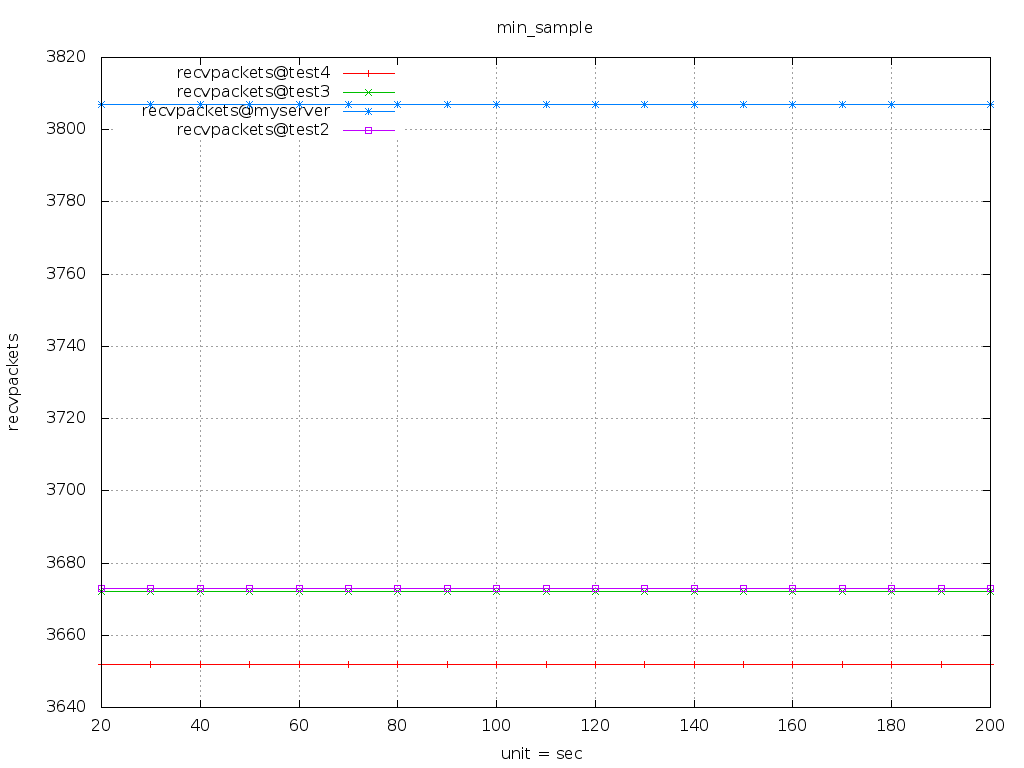 min_sample
3820
3800
3780
3760
3740
3720
3700
3680
3660
3640
recvpackets
recvpackets@test4
recvpackets@test3
recvpackets@myserver
recvpackets@test2
20 40 60 80 100 120 140 160 180 200
unit = sec